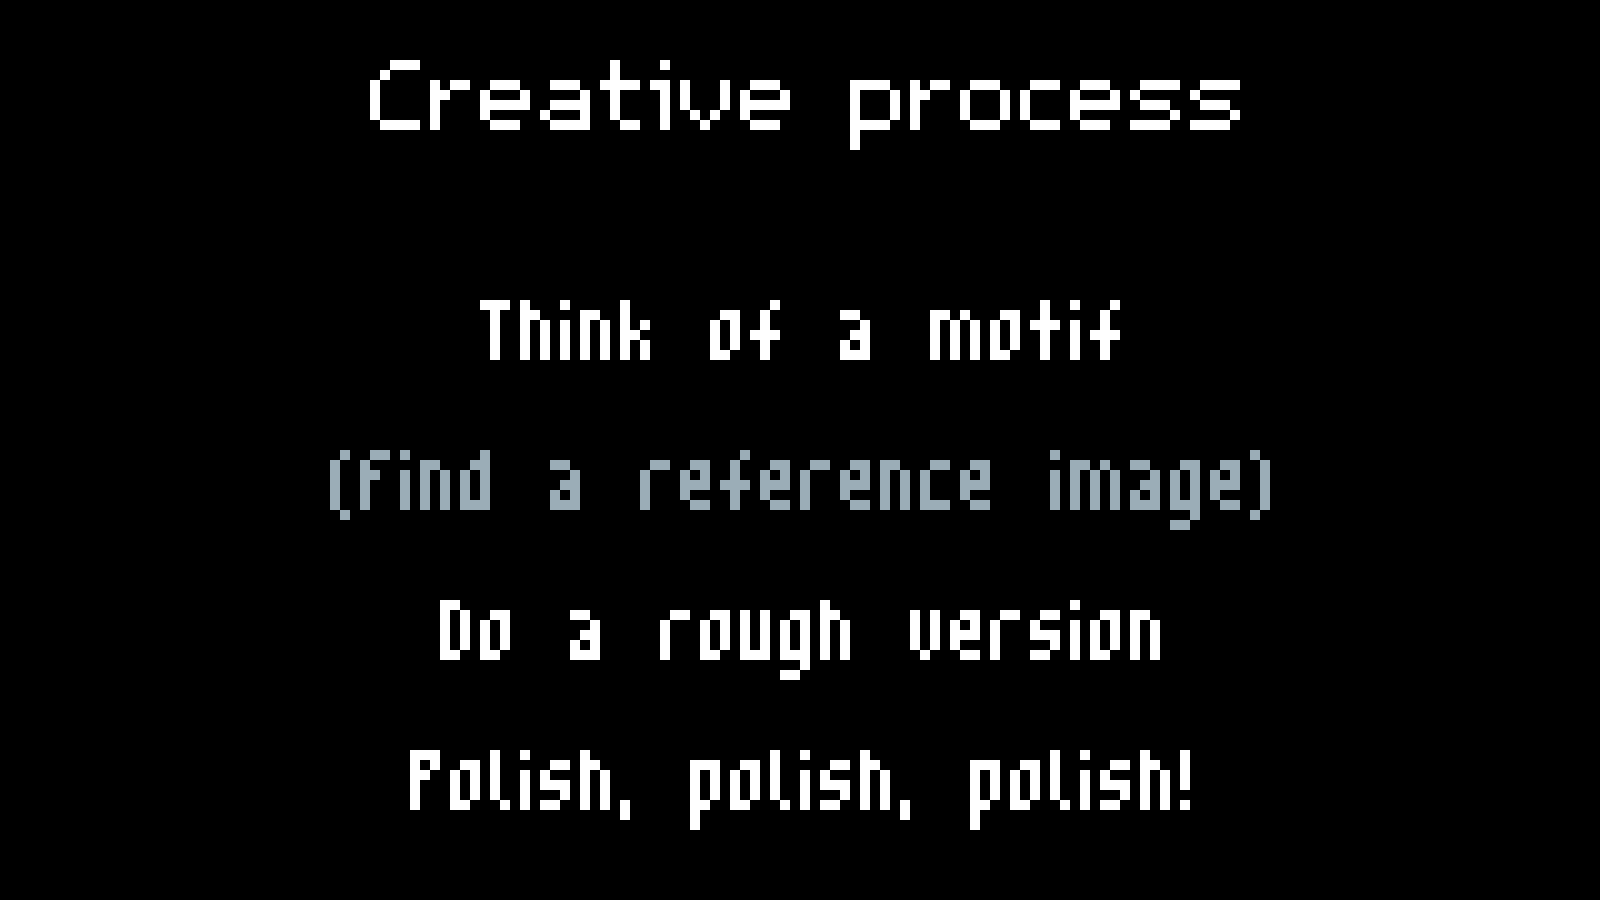 Creative process
Think of a motif
(Find a reference image)
Do a rough version
Polish, polish, polish!